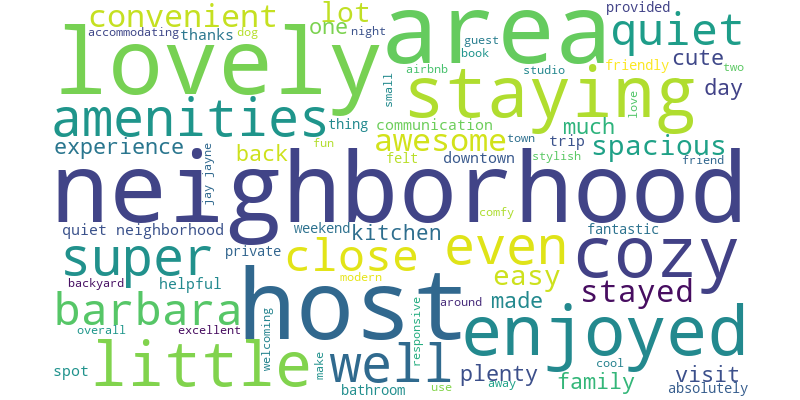 convenient
lot
area
provided
accommodating
thanks
dog
one
night
guest
quiet
lovely
book
cute
airbnb
studio
friendly
two
staying
small
love
day
amenities
thing
communication
much
awesome
town
trip
spacious
experience
back
fun
felt
downtown
stylish
friend
jay jayne
neighborhood
comfy
quiet neighborhood
weekend
kitchen
fantastic
super
private
close
even
cozy
backyard
helpful
modern
easy
stayed
barbara
host
around
made
overall
excellent
welcoming
responsive
enjoyed
little
make
well
plenty
cool
visit
spot
bathroom
use
away
family
absolutely